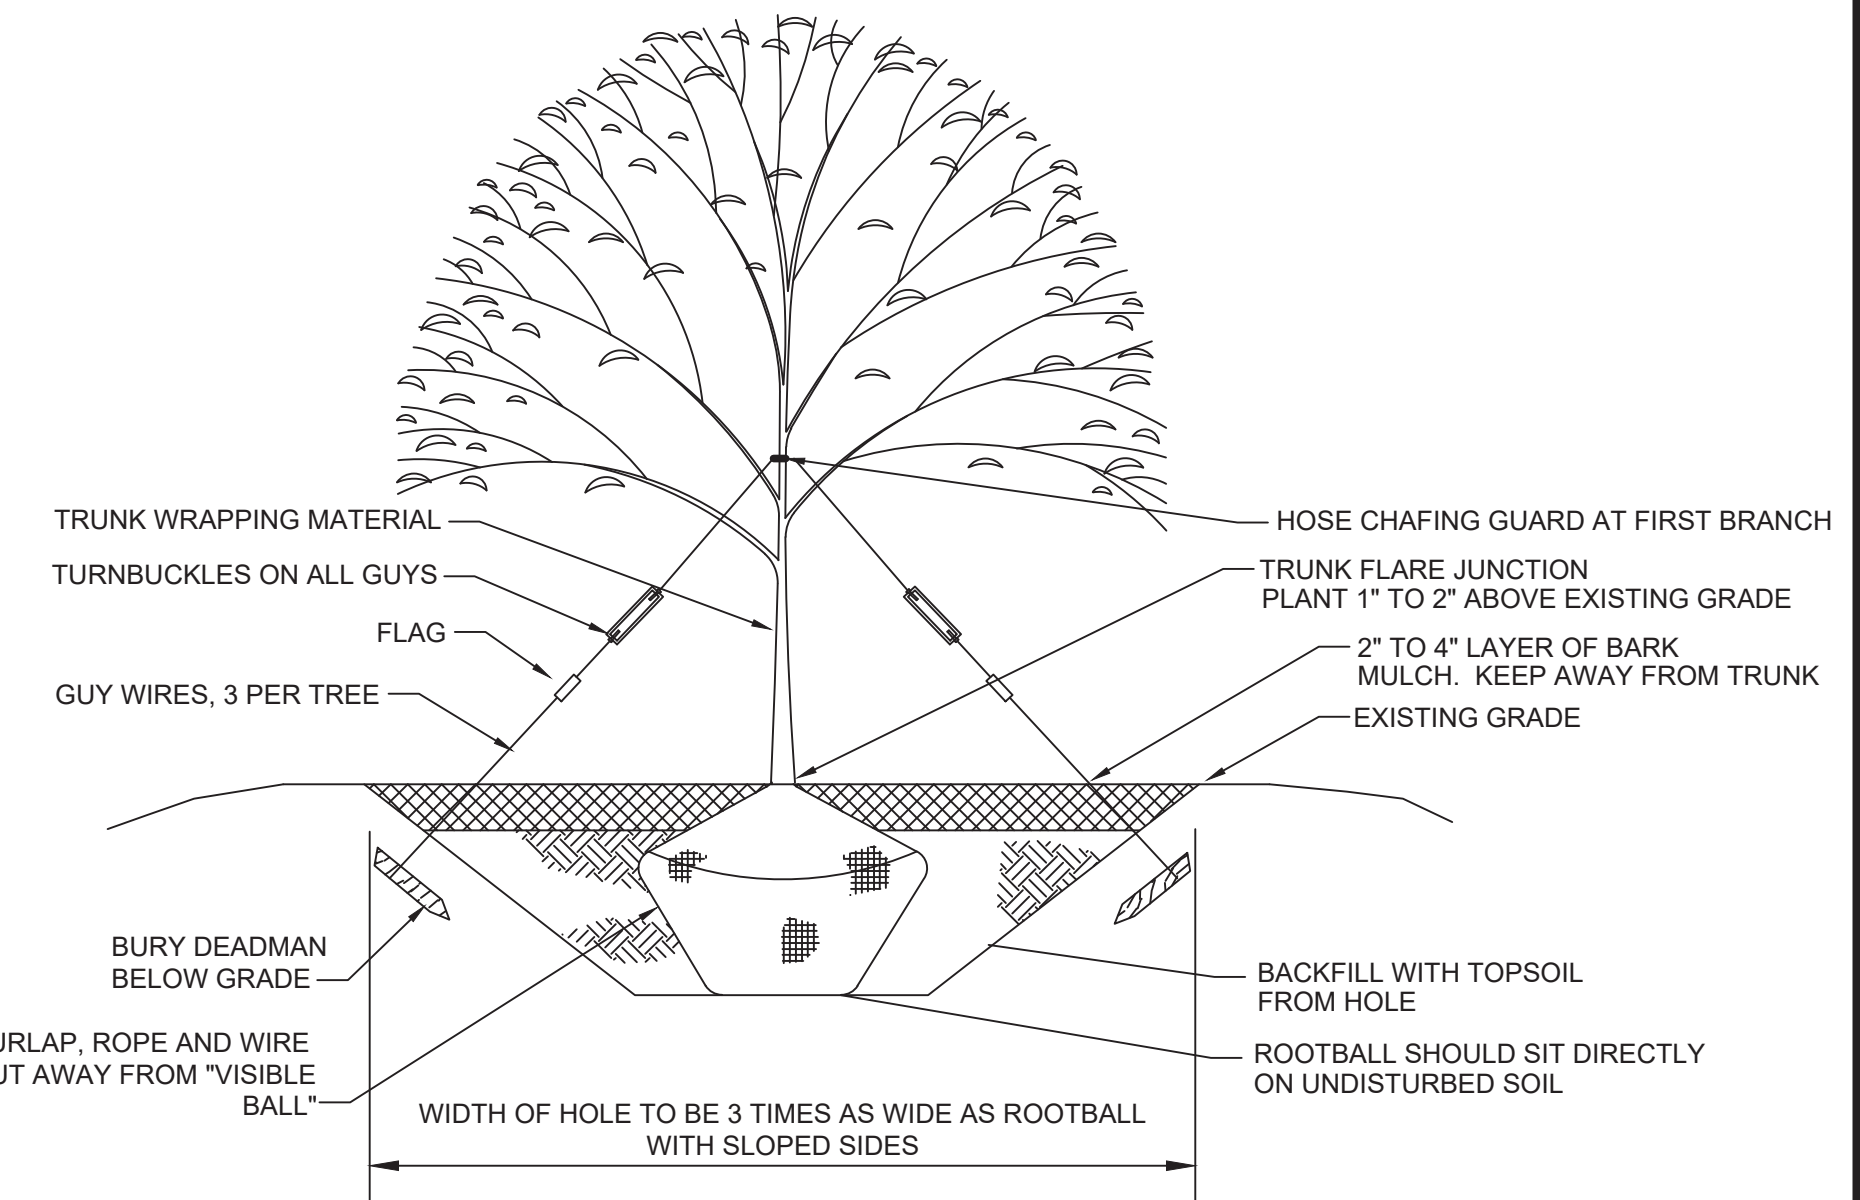 TRUNK WRAPPING MATERIAL
TURNBUCKLES ON ALL GUYS
FLAG
GUY WIRES, 3 PER TREE
HOSE CHAFING GUARD AT FIRST BRANCH
TRUNK FLARE JUNCTION
PLANT 1" TO 2" ABOVE EXISTING GRADE
2" TO 4" LAYER OF BARK
MULCH.  KEEP AWAY FROM TRUNK
EXISTING GRADE
BURY DEADMAN
BELOW GRADE
URLAP, ROPE AND WIRE
UT AWAY FROM "VISIBLE
BALL"
BACKFILL WITH TOPSOIL
FROM HOLE
ROOTBALL SHOULD SIT DIRECTLY
ON UNDISTURBED SOIL
WIDTH OF HOLE TO BE 3 TIMES AS WIDE AS ROOTBALL
WITH SLOPED SIDES